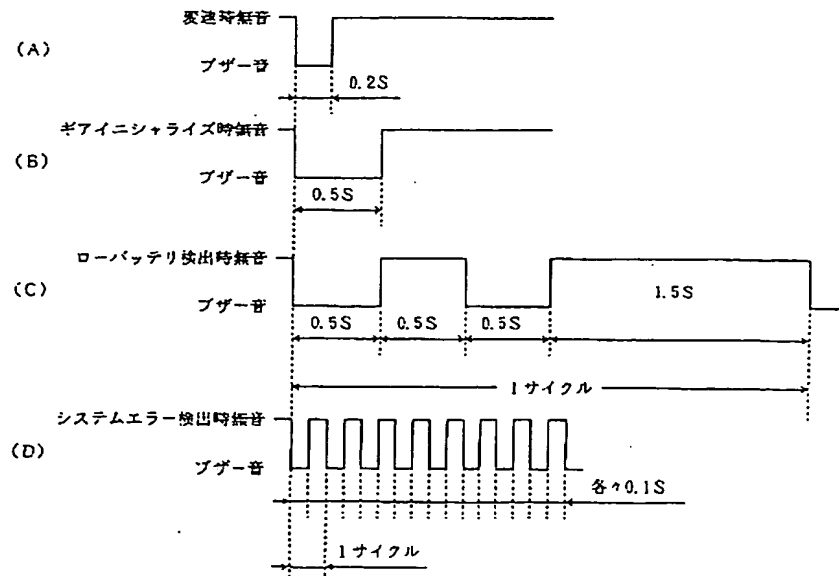 変速時無音
(A)
ブザー音
0.2S
ギアイニシャライズ時無音
(B)
ブザー音
0.5S
ローバッテリ検出時無音
(C)
ブザー音
1.5S
0.5S 0.5S 0.5S
1サイクル
システムエラー検出時無音
(D)
ブザー音
各々0.1S
1サイクル